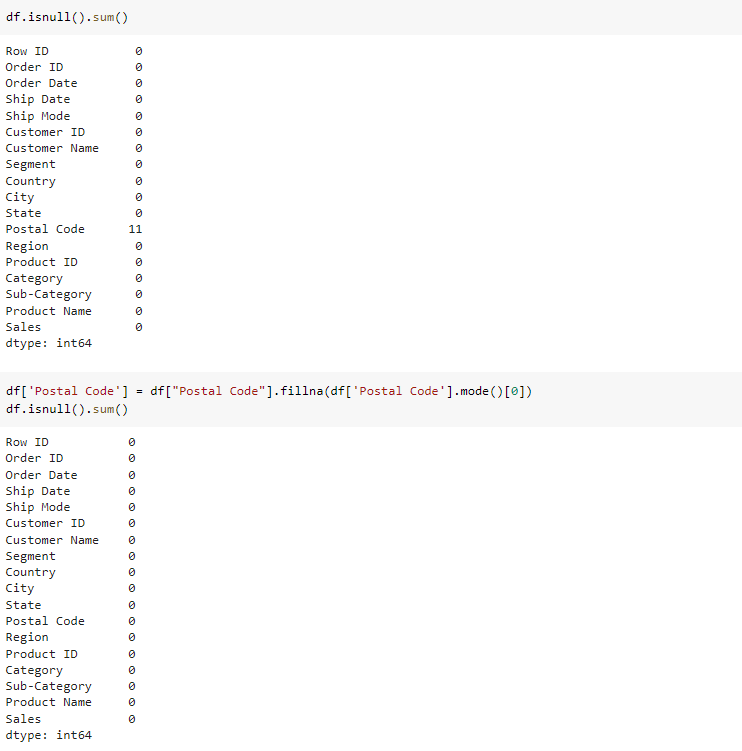 df.isnull().sum()
Row ID 0
Order ID 0
Order Date 0
Ship Date 0
Ship Mode 0
Customer ID 0
Customer Name 0
Segment 0
Country 0
City 0
State 0
Postal Code 11
Region 0
Product ID 0
Category 0
Sub-Category 0
Product Name 0
Sales 0
dtype: int64
df['Postal Code'] = df["Postal Code"].fillna(df['Postal Code'].mode()[0])
df.isnull().sum()
Row ID 0
Order ID 0
Order Date 0
Ship Date 0
Ship Mode 0
Customer ID 0
Customer Name 0
Segment 0
Country 0
City 0
State 0
Postal Code 0
Region 0
Product ID 0
Category 0
Sub-Category 0
Product Name 0
Sales 0
dtype: int64